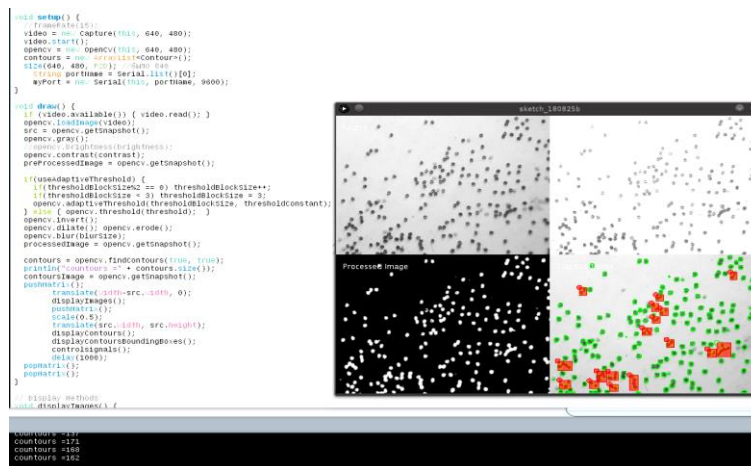 void setup() {
//frameRate(15);
video = new Capture(this, 640, 480);
video.start();
opencv = new OpenCV(this, 640, 480);
contours = new ArrayList<Contour>();
size(640, 480, P2D);
String portName = Serial.list()[0];
myPort = new Serial(this, portName, 9600);
}
void draw() {
if (video.available()) { video.read(); }
opencv.loadImage(video);
src = opencv.getSnapshot();
opencv.gray();
//opencv.brightness(brightness);
opencv.contrast(contrast);
preProcessedImage = opencv.getSnapshot();
if(useAdaptiveThreshold) {
if(thresholdBlockSize%2 == 0) thresholdBlockSize++;
if(thresholdBlockSize < 3) thresholdBlockSize = 3;
opencv.adaptiveThreshold(thresholdBlockSize, thresholdConstant);
} else { opencv.threshold(threshold); }
opencv.invert();
opencv.dilate(); opencv.erode();
opencv.blur(blurSize);
processedImage = opencv.getSnapshot();
contours = opencv.findContours(true, true);
println("countours =" + contours.size());
contoursImage = opencv.getSnapshot();
pushMatrix();
translate(width-src.width, 0);
displayImages();
pushMatrix();
scale(0.5);
translate(src.width, src.height);
displayContours();
displayContoursBoundingBoxes();
controlsignals();
delay(1000);
popMatrix();
popMatrix();
}
// Display Methods
void displayImages() {
sketch_180825b
Processed Image
countours =137
countours =171
countours =168
countours =162